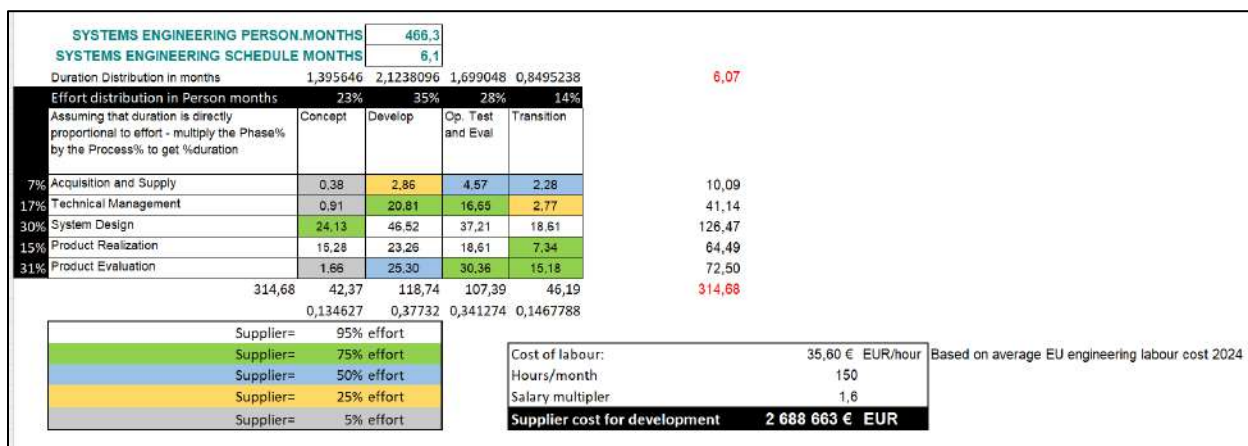 SYSTEMS ENGINEERING PERSON.MONTHS 466,3
SYSTEMS ENGINEERING SCHEDULE MONTHS 6,1
Duration Distribution in months 1,395646 2,1238096 1,699048 0,8495238 6,07
Effort distribution in Person months 23% 35% 28% 14%
Assuming that duration is directly Concept Develop Op. Test Transition
proportional to effort - multiply the Phase% and Eval
by the Process% to get %duration
7% Acquisition and Supply 0,38 2,86 4,57 2,28 10,09
17% Technical Management 0,91 20,81 16,65 2,77 41,14
30% System Design 24,13 46,52 37,21 18,61 126,47
15% Product Realization 15,28 23,26 18,61 7,34 64,49
31% Product Evaluation 1,66 25,30 30,36 15,18 72,50
314,68 42,37 118,74 107,39 46,19 314,68
0,134627 0,37732 0,341274 0,1467788
Supplier= 95% effort
Supplier= 75% effort
Supplier= 50% effort
Supplier= 25% effort
Supplier= 5% effort
Cost of labour: 35,60 € EUR/hour Based on average EU engineering labour cost 2024
Hours/month 150
Salary multipler 1,6
Supplier cost for development 2 688 663 € EUR